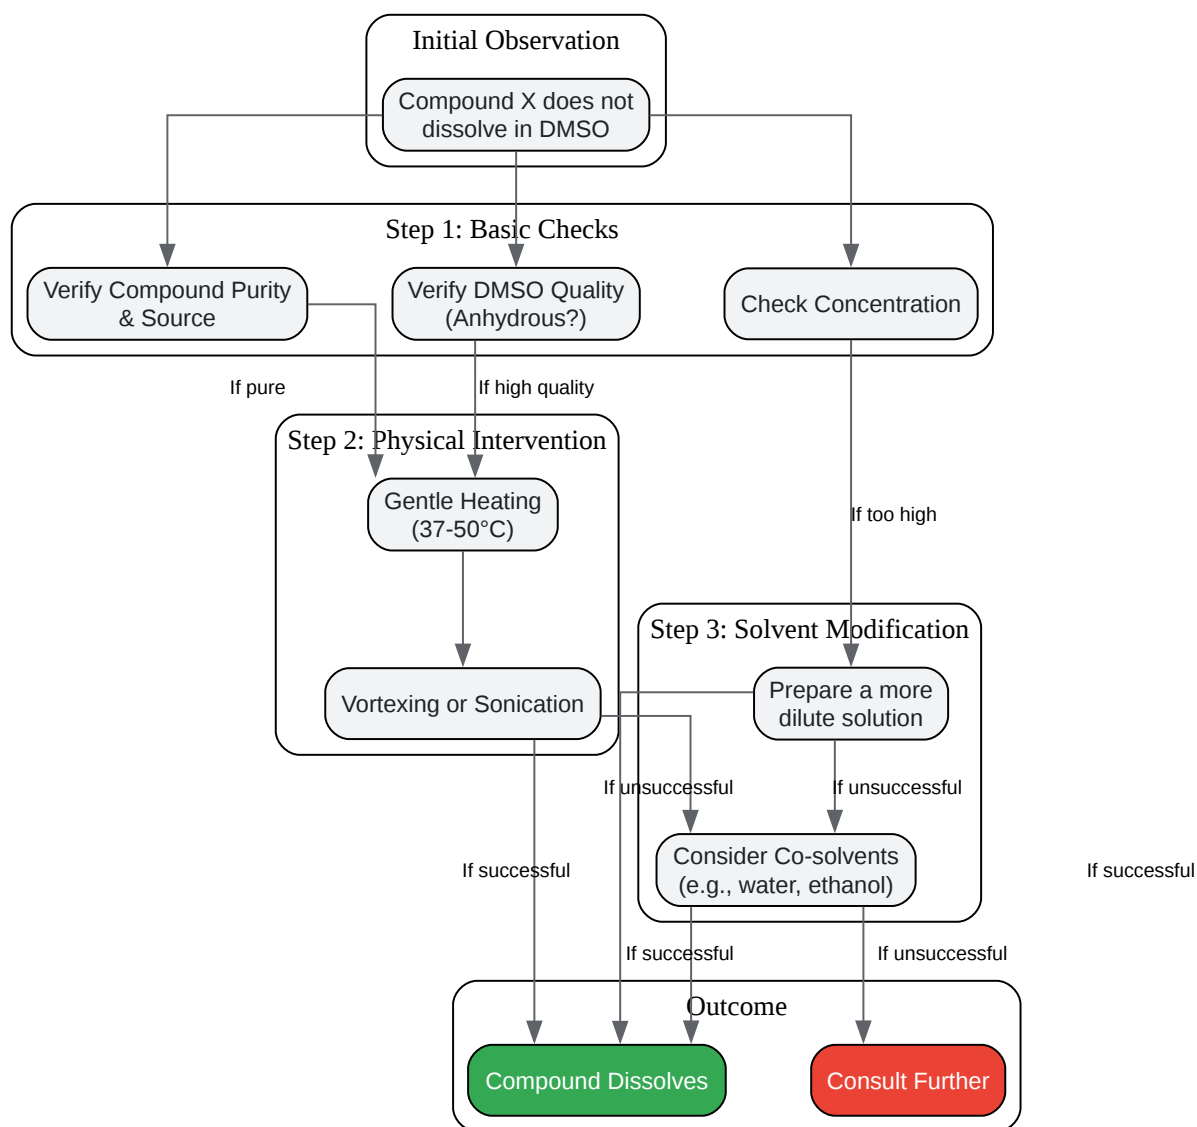 Initial Observation
Compound X does not
dissolve in DMSO
Step 1: Basic Checks
Verify Compound Purity
& Source
Verify DMSO Quality
(Anhydrous?)
Check Concentration
If pure
If high quality
Step 2: Physical Intervention
Gentle Heating
(37-50°C)
If too high
Step 3: Solvent Modification
Vortexing or Sonication
Prepare a more
dilute solution
If unsuccessful
If unsuccessful
Consider Co-solvents
(e.g., water, ethanol)
If successful
If successful
If successful
If unsuccessful
Outcome
Compound Dissolves
Consult Further